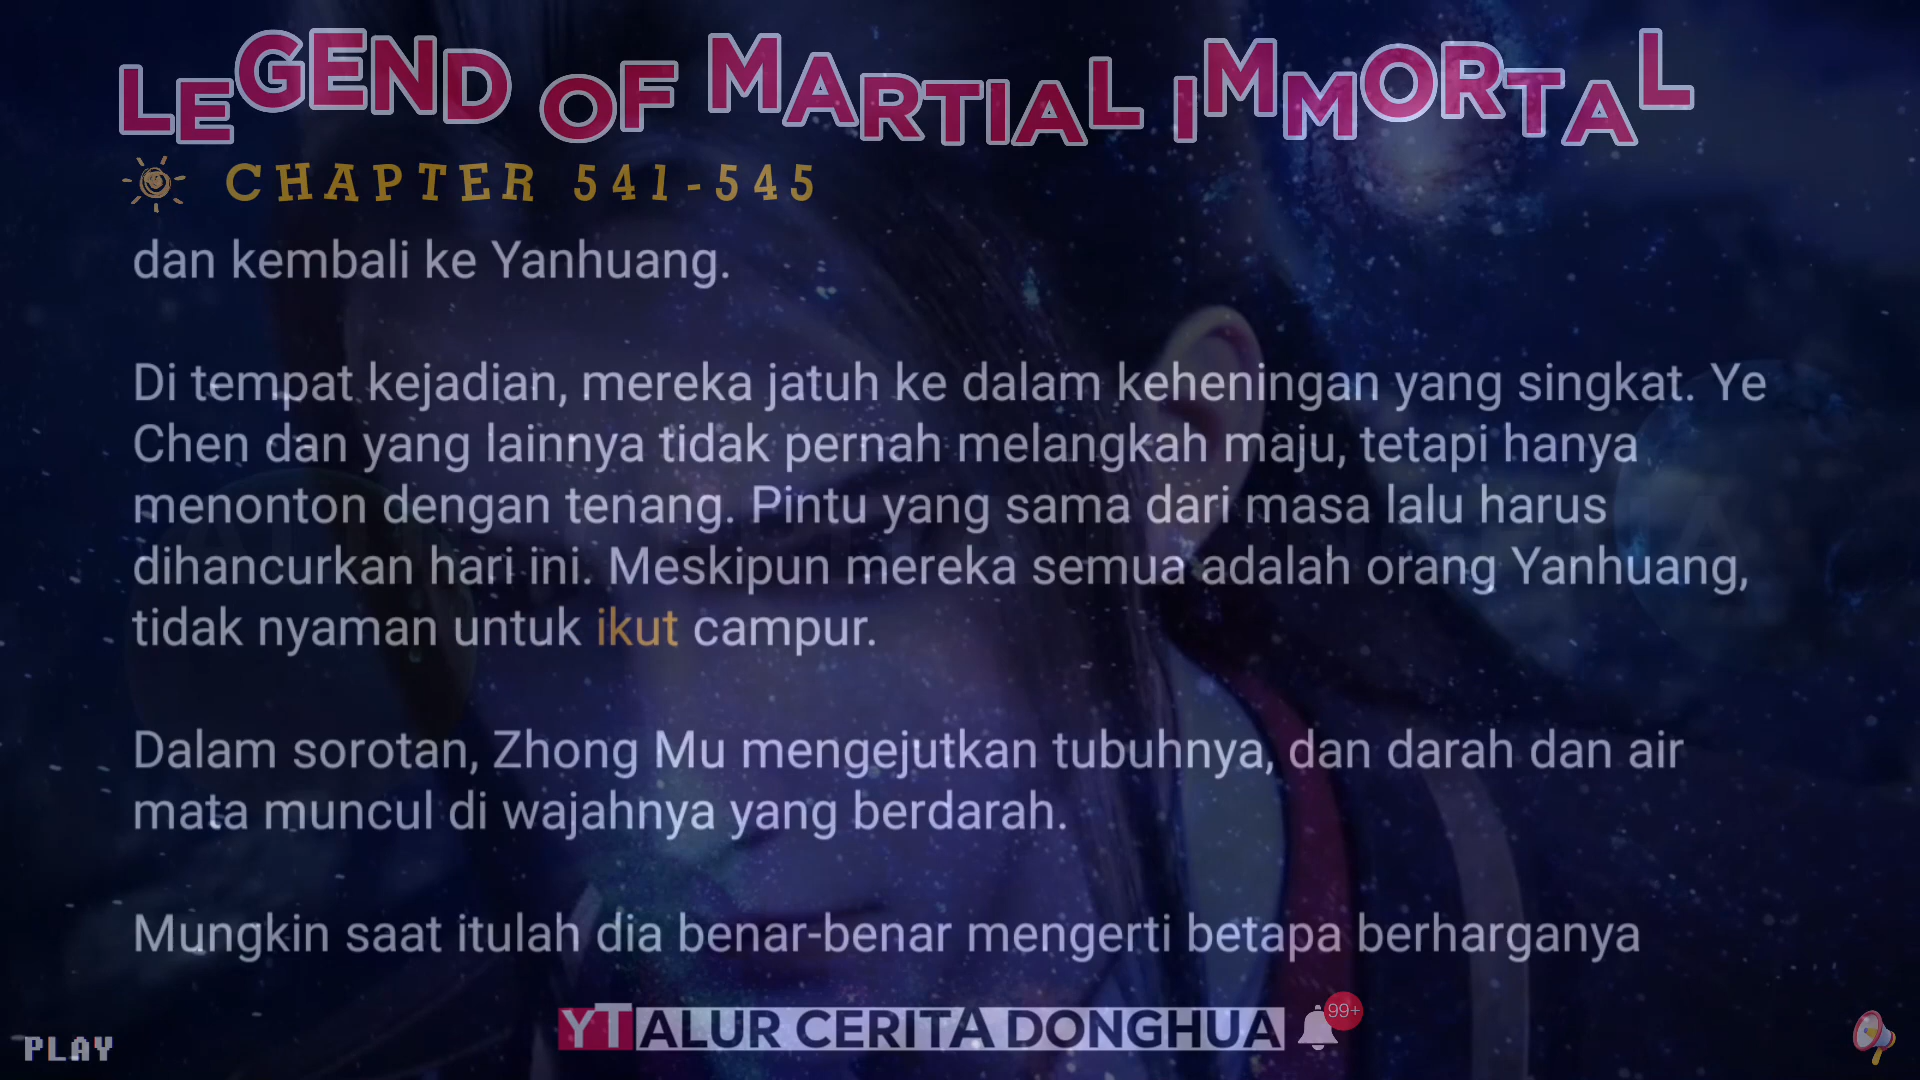 LEGEND OF MARTIAL IMMORTAL
CHAPTER 541-545
dan kembali ke Yanhuang.
Di tempat kejadian, mereka jatuh ke dalam keheningan yang singkat. Ye
Chen dan yang lainnya tidak pernah melangkah maju, tetapi hanya
menonton dengan tenang. Pintu yang sama dari masa lalu harus
dihancurkan hari ini. Meskipun mereka semua adalah orang Yanhuang,
tidak nyaman untuk ikut campur.
Dalam sorotan, Zhong Mu mengejutkan tubuhnya, dan darah dan air
mata muncul di wajahnya yang berdarah.
Mungkin saat itulah dia benar-benar mengerti betapa berharganya
YT ALUR CERITA DONGHUA
99+
PLAY